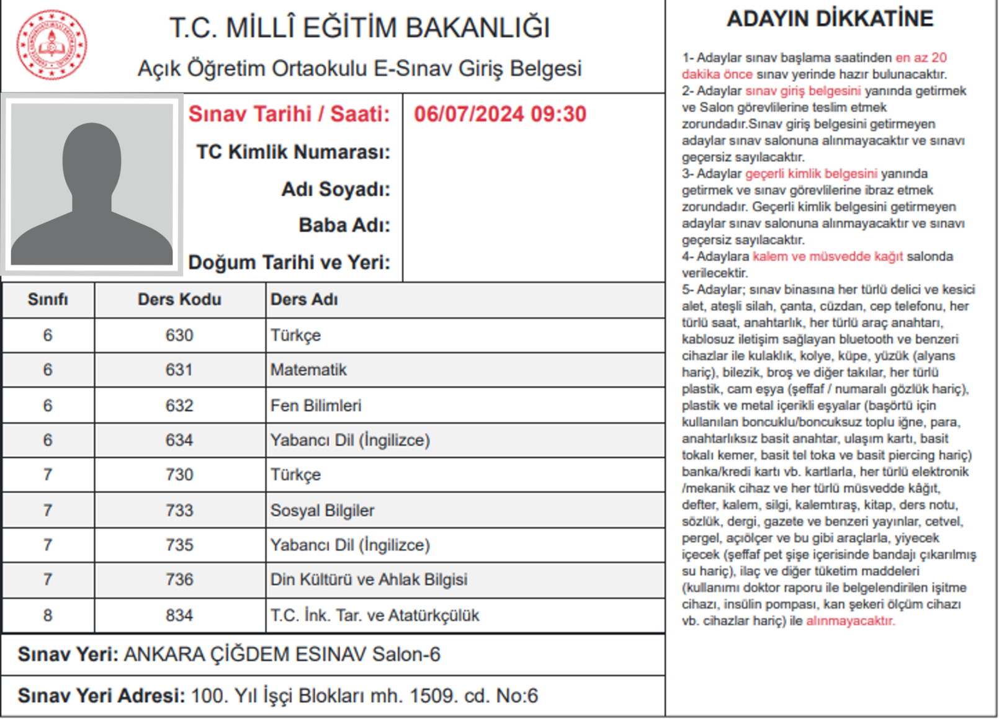 T.C. MİLLÎ EĞİTİM BAKANLIĞI
Açık Öğretim Ortaokulu E-Sınav Giriş Belgesi
Sınav Tarihi / Saati: 06/07/2024 09:30
TC Kimlik Numarası:
Adı Soyadı:
Baba Adı:
Doğum Tarihi ve Yeri:
Sınıfı Ders Kodu Ders Adı
6 630 Türkçe
6 631 Matematik
6 632 Fen Bilimleri
6 634 Yabancı Dil (İngilizce)
7 730 Türkçe
7 733 Sosyal Bilgiler
7 735 Yabancı Dil (İngilizce)
7 736 Din Kültürü ve Ahlak Bilgisi
8 834 T.C. İnk. Tar. ve Atatürkçülük
Sınav Yeri: ANKARA ÇİĞDEM ESINAV Salon-6
Sınav Yeri Adresi: 100. Yıl İşçi Blokları mh. 1509. cd. No:6
ADAYIN DİKKATİNE
1- Adaylar sınav başlama saatinden en az 20
dakika önce sınav yerinde hazır bulunacaktır.
2- Adaylar sınav giriş belgesini yanında getirmek
ve Salon görevlilerine teslim etmek
zorundadır.Sınav giriş belgesini getirmeyen
adaylar sınav salonuna alınmayacaktır ve sınavı
geçersiz sayılacaktır.
3- Adaylar geçerli kimlik belgesini yanında
getirmek ve sınav görevlilerine ibraz etmek
zorundadır. Geçerli kimlik belgesini getirmeyen
adaylar sınav salonuna alınmayacaktır ve sınavı
geçersiz sayılacaktır.
4- Adaylara kalem ve müsvedde kağıt salonda
verilecektir.
5- Adaylar; sınav binasına her türlü delici ve kesici
alet, ateşli silah, çanta, cüzdan, cep telefonu, her
türlü saat, anahtarlık, her türlü araç anahtarı,
kablosuz iletişim sağlayan bluetooth ve benzeri
cihazlar ile kulaklık, kolye, küpe, yüzük (alyans
hariç), bilezik, broş ve diğer takılar, her türlü
plastik, cam eşya (şeffaf / numaralı gözlük hariç),
plastik ve metal içerikli eşyalar (başörtü için
kullanılan boncuklu/boncuksuz toplu iğne, para,
anahtarlıksız basit anahtar, ulaşım kartı, basit
tokalı kemer, basit tel toka ve basit piercing hariç)
banka/kredi kartı vb. kartlarla, her türlü elektronik
/mekanik cihaz ve her türlü müsvedde kâğıt,
defter, kalem, silgi, kalemtıraş, kitap, ders notu,
sözlük, dergi, gazete ve benzeri yayınlar, cetvel,
pergel, açıölçer ve bu gibi araçlarla, yiyecek
içecek (şeffaf pet şişe içerisinde bandajı çıkarılmış
su hariç), ilaç ve diğer tüketim maddeleri
(kullanımı doktor raporu ile belgelendirilen işitme
cihazı, insülin pompası, kan şekeri ölçüm cihazı
vb. cihazlar hariç) ile alınmayacaktır.